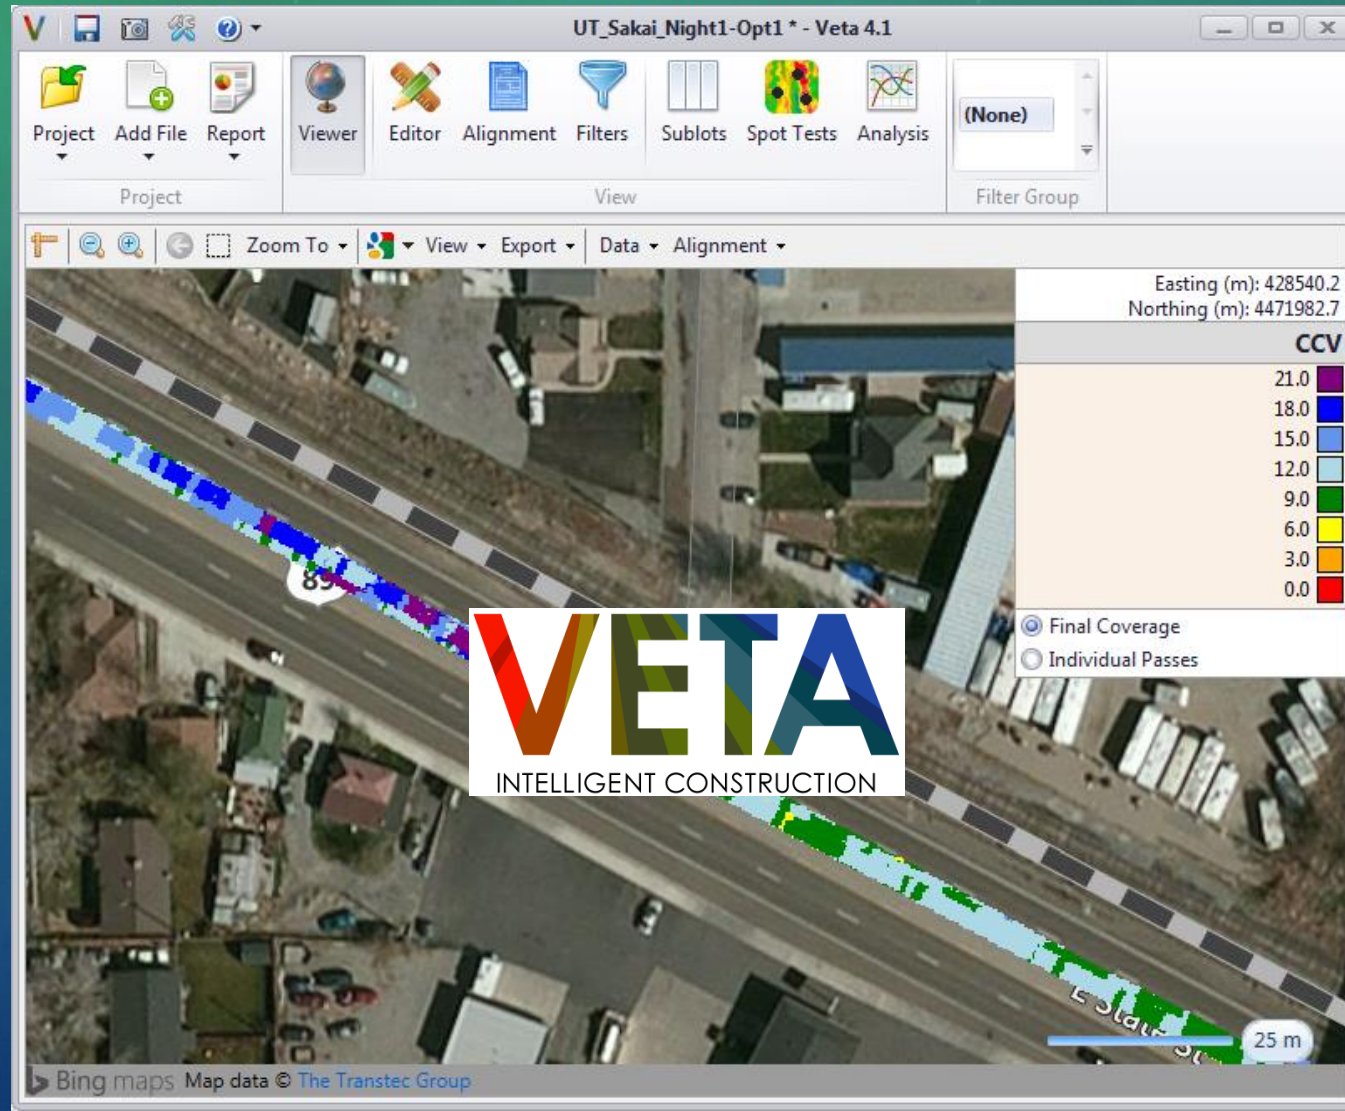 UT_Sakai_Night1-Opt1 * - Veta 4.1
Project
Add File
Report
Viewer
Editor
Alignment
Filters
Sublots
Spot Tests
Analysis
(None)
Project
View
Filter Group
Zoom To
View
Export
Data
Alignment
Easting (m): 428540.2
Northing (m): 4471982.7
CCV
21.0
18.0
15.0
12.0
9.0
6.0
3.0
0.0
Final Coverage
Individual Passes
89
VETA
INTELLIGENT CONSTRUCTION
E State St
25 m
Bing maps Map data © The Transtec Group